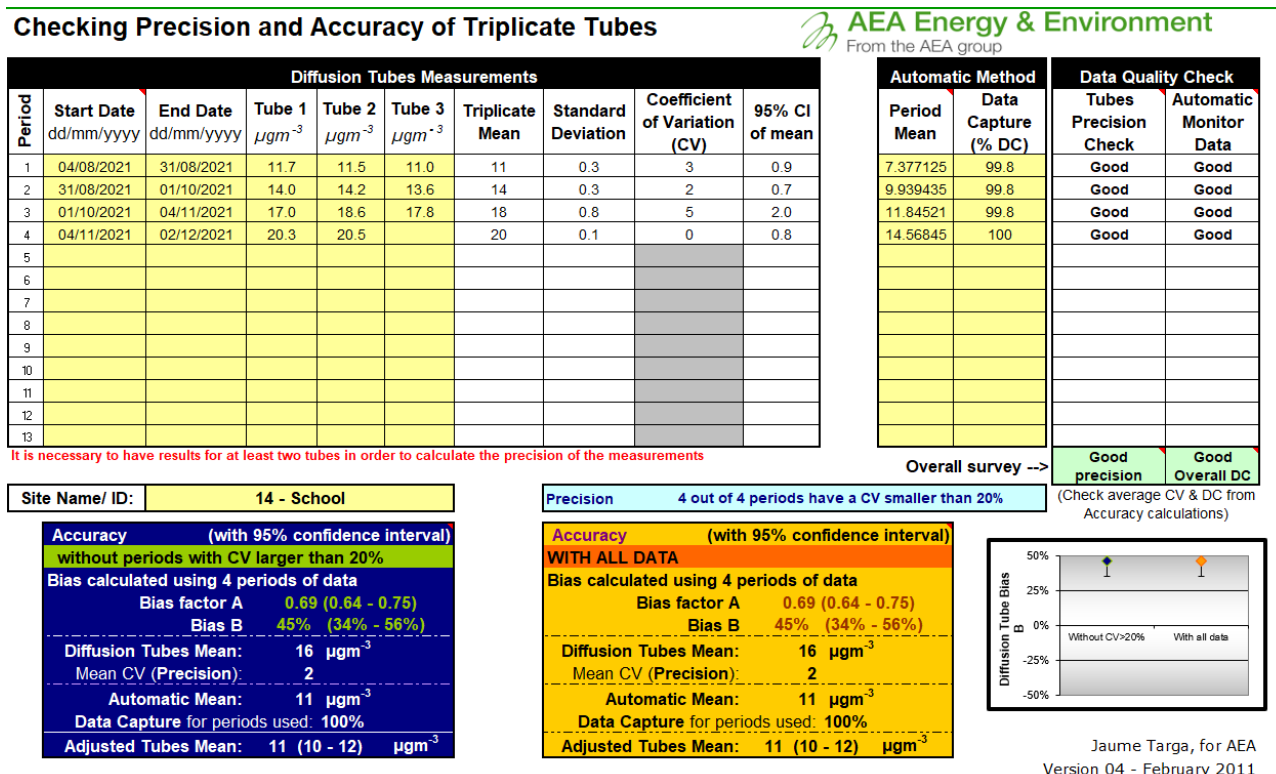 Checking Precision and Accuracy of Triplicate Tubes
AEA Energy & Environment
From the AEA group
Diffusion Tubes Measurements
Automatic Method
Data Quality Check
Period
Start Date dd/mm/yyyy
End Date dd/mm/yyyy
Tube 1 µgm-3
Tube 2 µgm-3
Tube 3 µgm-3
Triplicate Mean
Standard Deviation
Coefficient of Variation (CV)
95% CI of mean
Period Mean
Data Capture (% DC)
Tubes Precision Check
Automatic Monitor Data
1 04/08/2021 31/08/2021 11.7 11.5 11.0 11 0.3 3 0.9 7.377125 99.8 Good Good
2 31/08/2021 01/10/2021 14.0 14.2 13.6 14 0.3 2 0.7 9.939435 99.8 Good Good
3 01/10/2021 04/11/2021 17.0 18.6 17.8 18 0.8 5 2.0 11.84521 99.8 Good Good
4 04/11/2021 02/12/2021 20.3 20.5 20 0.1 0 0.8 14.56845 100 Good Good
5
6
7
8
9
10
11
12
13
It is necessary to have results for at least two tubes in order to calculate the precision of the measurements
Overall survey -->
Good precision
Good Overall DC
(Check average CV & DC from
Accuracy calculations)
Site Name/ ID: 14 - School
Precision 4 out of 4 periods have a CV smaller than 20%
Accuracy (with 95% confidence interval)
without periods with CV larger than 20%
Bias calculated using 4 periods of data
Bias factor A 0.69 (0.64 - 0.75)
Bias B 45% (34% - 56%)
Diffusion Tubes Mean: 16 µgm-3
Mean CV (Precision): 2
Automatic Mean: 11 µgm-3
Data Capture for periods used: 100%
Adjusted Tubes Mean: 11 (10 - 12) µgm-3
Accuracy (with 95% confidence interval)
WITH ALL DATA
Bias calculated using 4 periods of data
Bias factor A 0.69 (0.64 - 0.75)
Bias B 45% (34% - 56%)
Diffusion Tubes Mean: 16 µgm-3
Mean CV (Precision): 2
Automatic Mean: 11 µgm-3
Data Capture for periods used: 100%
Adjusted Tubes Mean: 11 (10 - 12) µgm-3
Diffusion Tube Bias B
50%
25%
0%
-25%
-50%
Without CV>20%
With all data
Jaume Targa, for AEA
Version 04 - February 2011